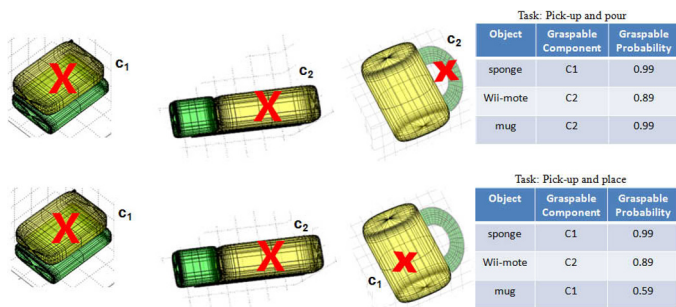 Task: Pick-up and pour
X
C1
X
C2
X
C2
Object Graspable Component Graspable Probability
sponge C1 0.99
Wii-mote C2 0.89
mug C2 0.99
Task: Pick-up and place
X
C1
X
C2
X
C1
Object Graspable Component Graspable Probability
sponge C1 0.99
Wii-mote C2 0.89
mug C1 0.59